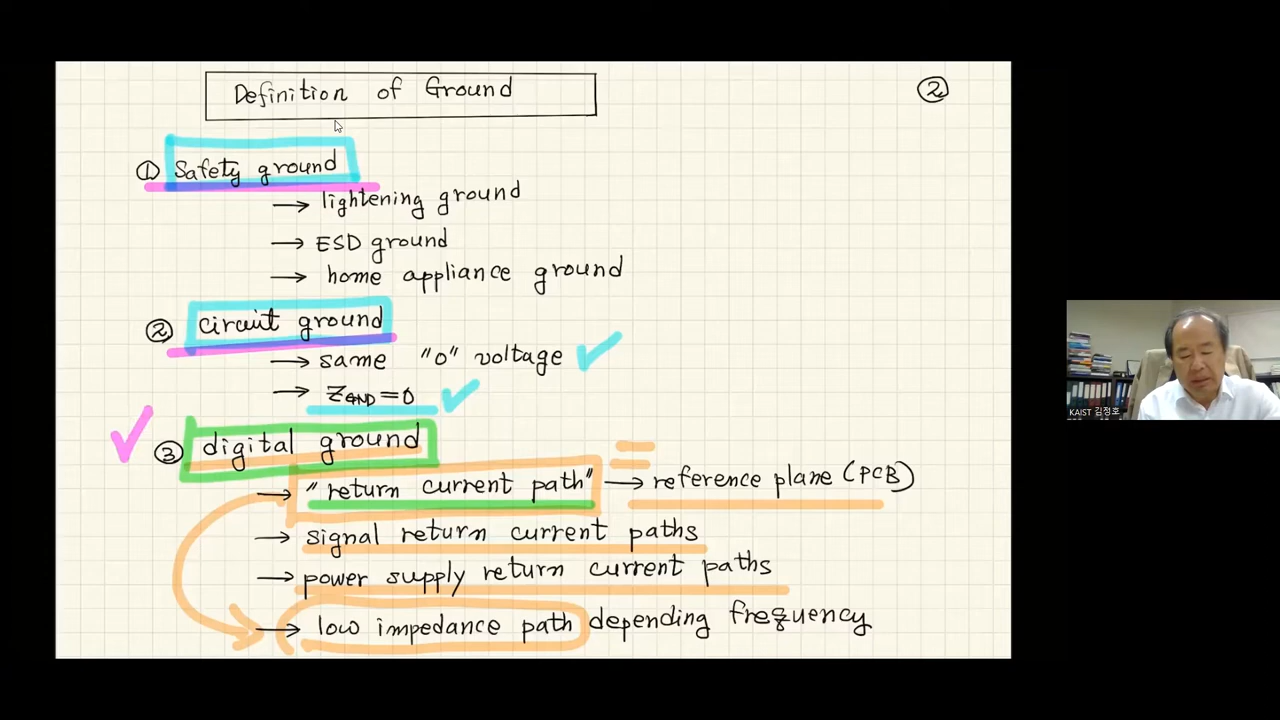 Definition of Ground
②
① Safety ground
→ lightening ground
→ ESD ground
→ home appliance ground
② circuit ground
→ same "0" voltage ✓
→ ZGND=0 ✓
✓ ③ digital ground
→ "return current path" → reference plane (PCB)
→ signal return current paths
→ power supply return current paths
→ low impedance path depending frequency
KAIST 김정호